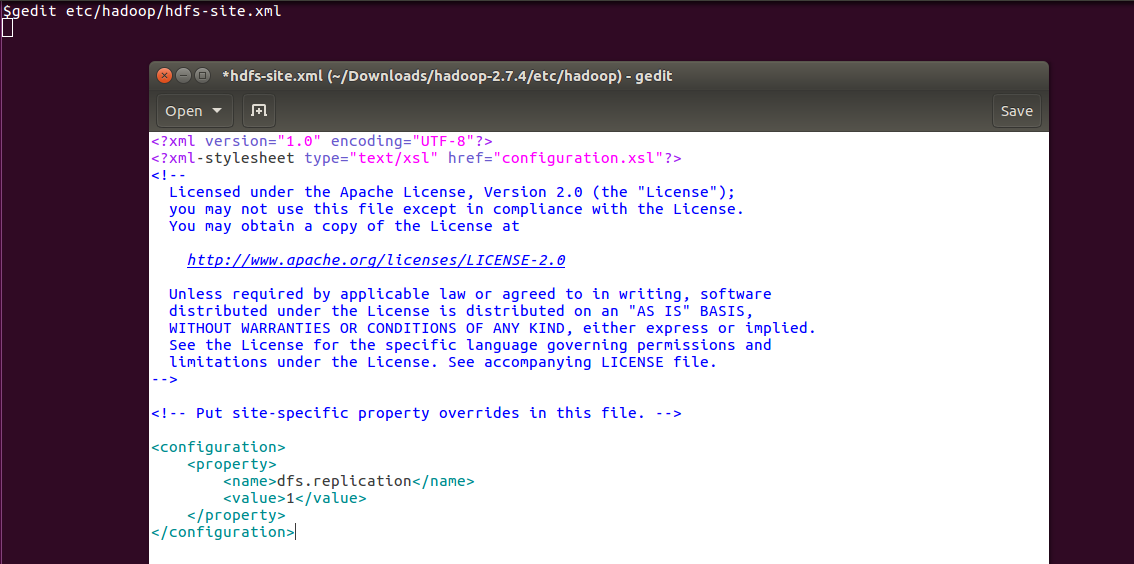 $gedit etc/hadoop/hdfs-site.xml
*hdfs-site.xml (~/Downloads/hadoop-2.7.4/etc/hadoop) - gedit
Open
Save
<?xml version="1.0" encoding="UTF-8"?>
<?xml-stylesheet type="text/xsl" href="configuration.xsl"?>
<!--
  Licensed under the Apache License, Version 2.0 (the "License");
  you may not use this file except in compliance with the License.
  You may obtain a copy of the License at

    http://www.apache.org/licenses/LICENSE-2.0

  Unless required by applicable law or agreed to in writing, software
  distributed under the License is distributed on an "AS IS" BASIS,
  WITHOUT WARRANTIES OR CONDITIONS OF ANY KIND, either express or implied.
  See the License for the specific language governing permissions and
  limitations under the License. See accompanying LICENSE file.
-->

<!-- Put site-specific property overrides in this file. -->

<configuration>
    <property>
        <name>dfs.replication</name>
        <value>1</value>
    </property>
</configuration>